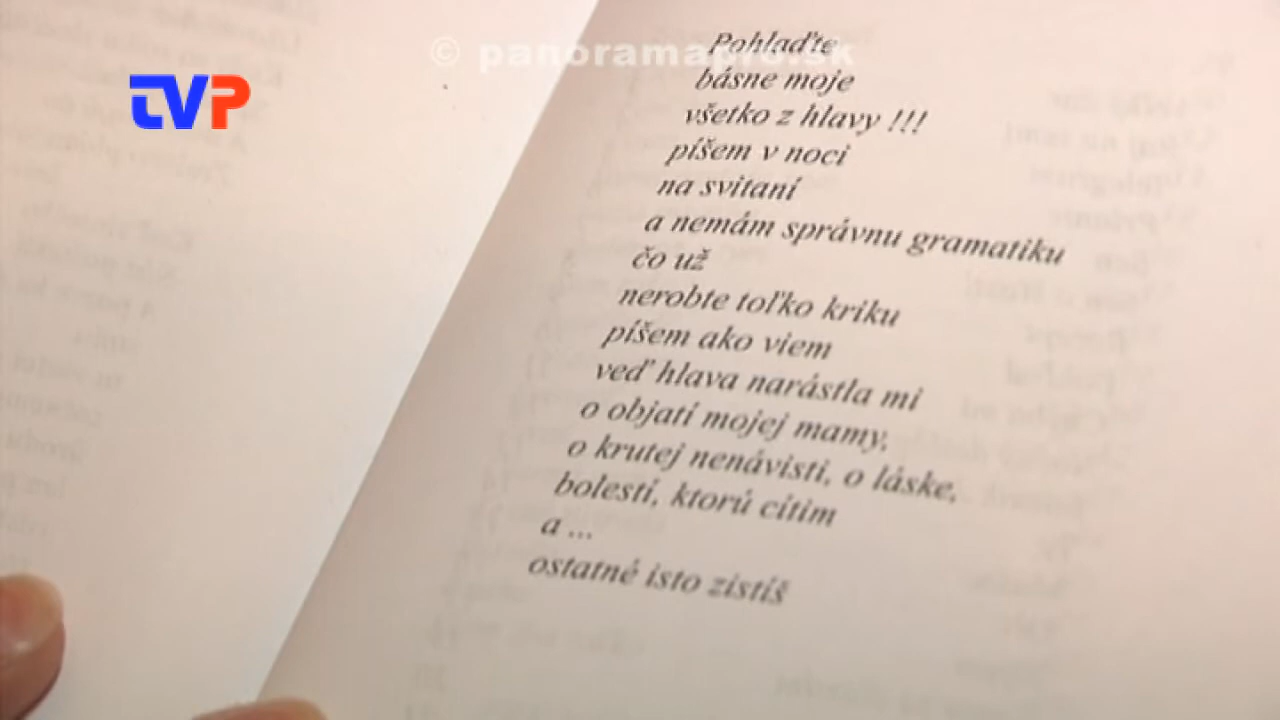 © panoramapro.sk
TVP
Pohlaďte
básne moje
všetko z hlavy !!!
píšem v noci
na svitaní
a nemám správnu gramatiku
čo už
nerobte toľko kriku
píšem ako viem
veď hlava narástla mi
o objatí mojej mamy,
o krutej nenávisti, o láske,
bolestí, ktorú cítim
a ...
ostatné isto zistíš